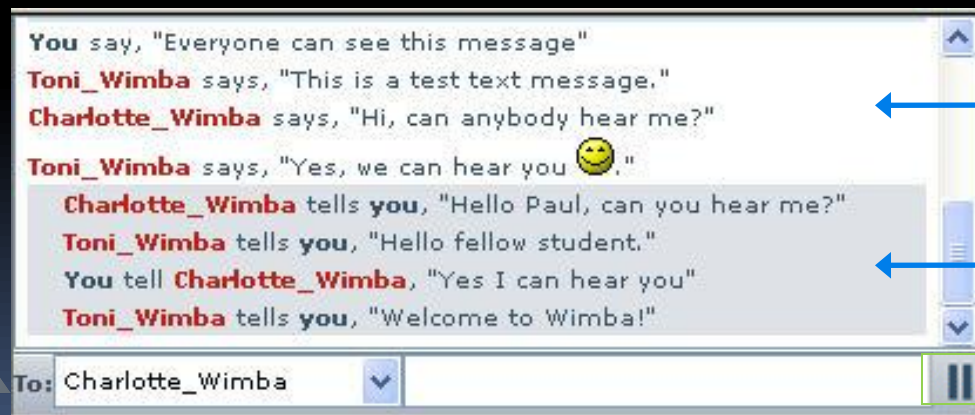 You say, "Everyone can see this message"
Toni_Wimba says, "This is a test text message."
Charlotte_Wimba says, "Hi, can anybody hear me?"
Toni_Wimba says, "Yes, we can hear you ."
Charlotte_Wimba tells you, "Hello Paul, can you hear me?"
Toni_Wimba tells you, "Hello fellow student."
You tell Charlotte_Wimba, "Yes I can hear you"
Toni_Wimba tells you, "Welcome to Wimba!"
To: Charlotte_Wimba